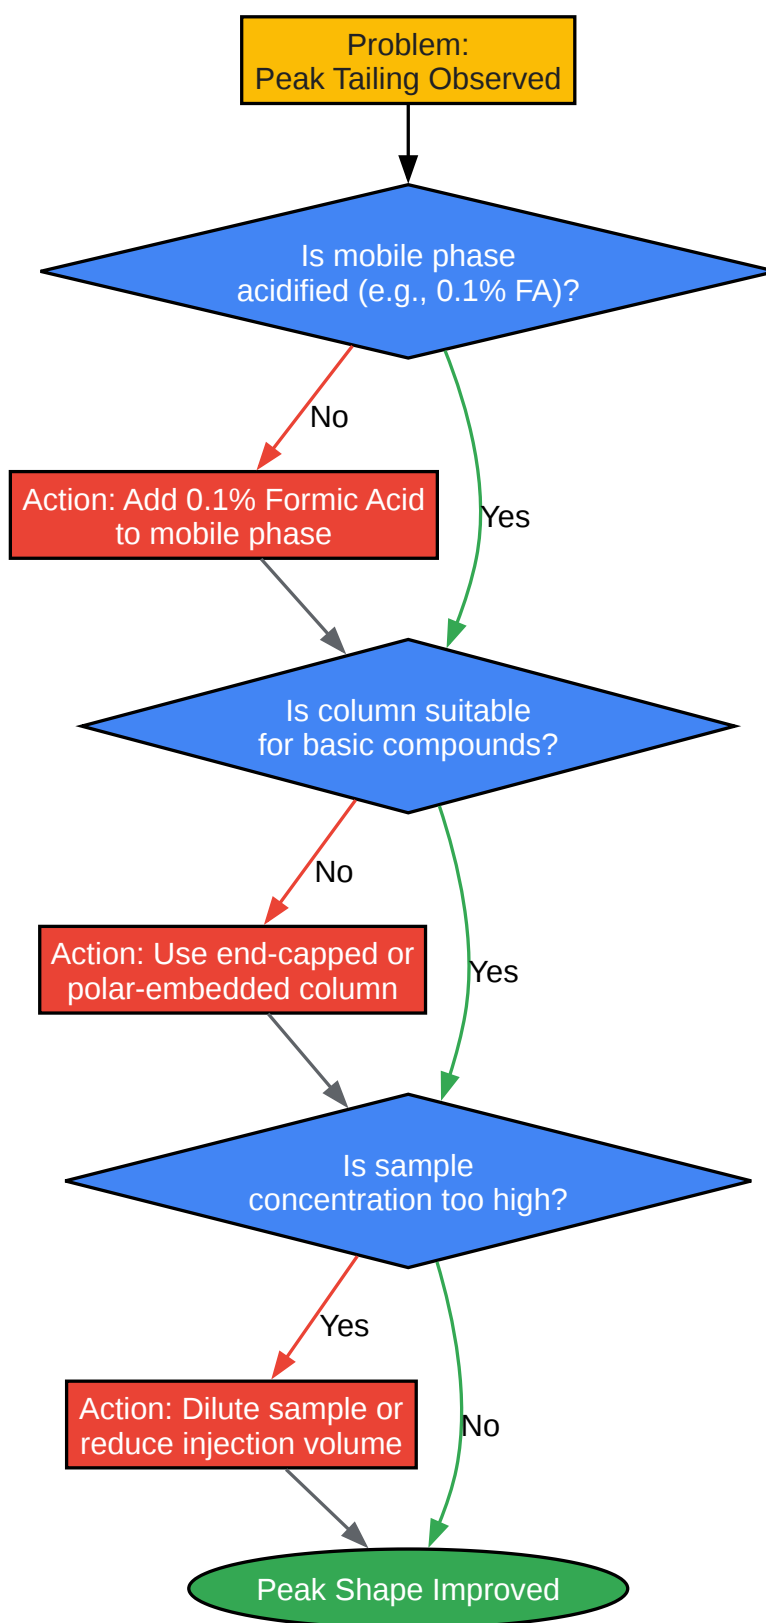 Problem:
Peak Tailing Observed
Is mobile phase
acidified (e.g., 0.1% FA)?
No
Action: Add 0.1% Formic Acid
to mobile phase
Yes
Is column suitable
for basic compounds?
No
Action: Use end-capped or
polar-embedded column
Yes
Is sample
concentration too high?
Yes
Action: Dilute sample or
reduce injection volume
No
Peak Shape Improved